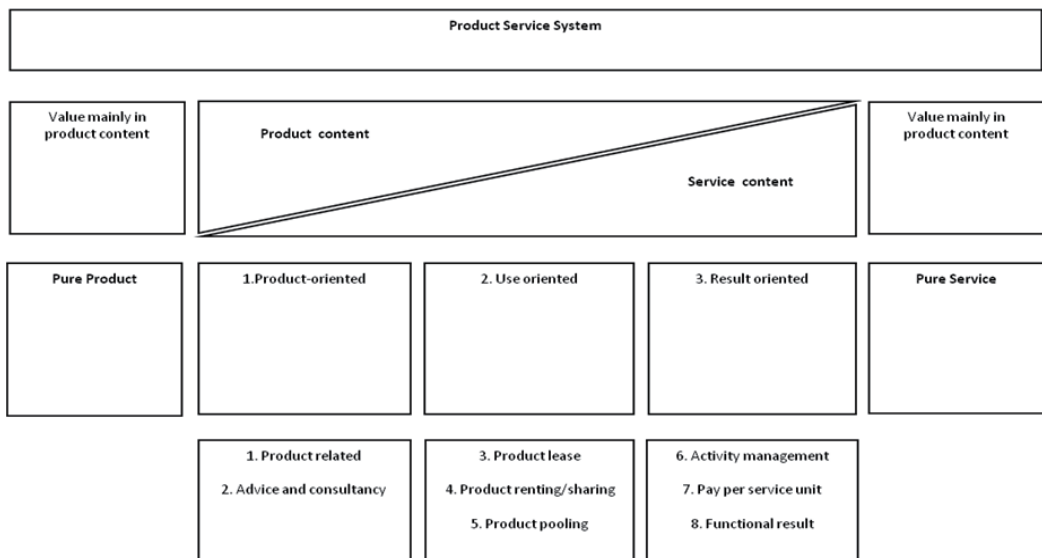 Product Service System
Value mainly in
product content
Product content
Service content
Value mainly in
product content
Pure Product
1.Product-oriented
2. Use oriented
3. Result oriented
Pure Service
1. Product related
2. Advice and consultancy
3. Product lease
4. Product renting/sharing
5. Product pooling
6. Activity management
7. Pay per service unit
8. Functional result